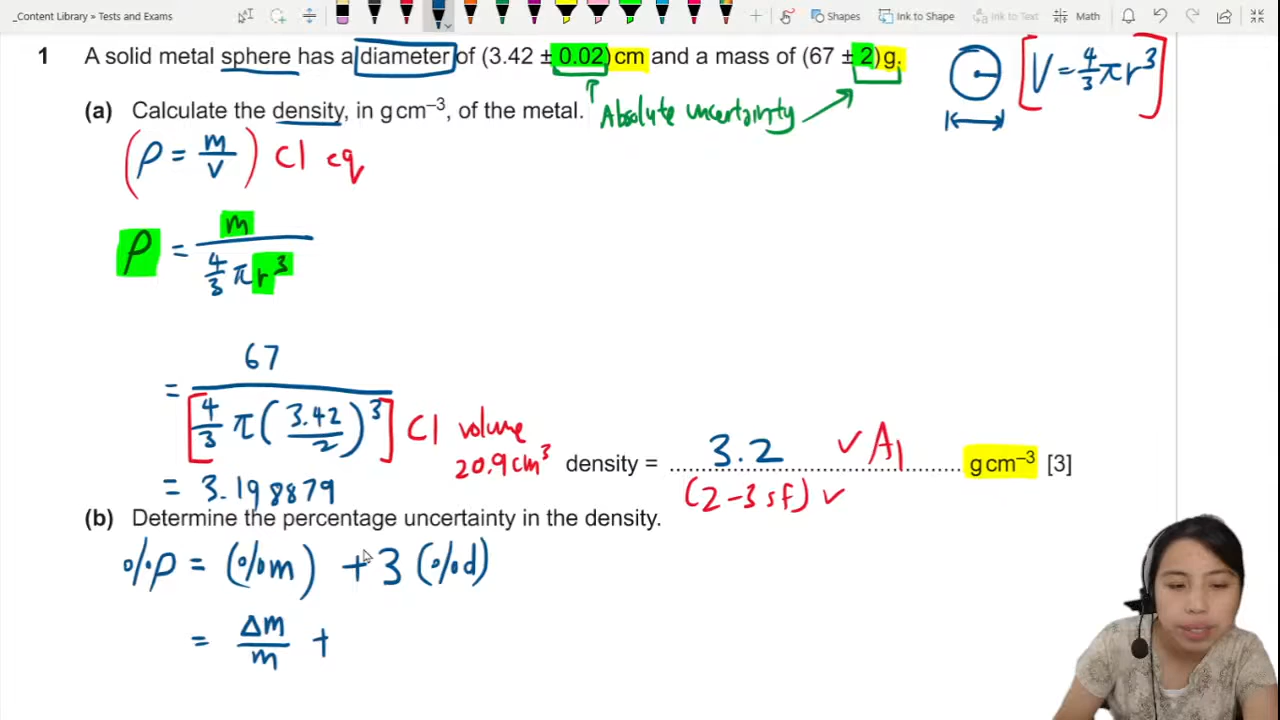 _Content Library » Tests and Exams
Shapes
Ink to Shape
Ink to Text
Math
1 A solid metal sphere has a diameter of (3.42 ± 0.02) cm and a mass of (67 ± 2) g.
V = 4/3 πr³
(a) Calculate the density, in g cm⁻³, of the metal.
Absolute uncertainty
(ρ = m/V) C1 eq
ρ = m / (4/3 πr³)
= 67 / [4/3 π(3.42/2)³] C1 volume 20.9 cm³
density = 3.2 ✓ A1 g cm⁻³ [3]
= 3.198879
(2-3 sf) ✓
(b) Determine the percentage uncertainty in the density.
%ρ = (%m) + 3 (%d)
= Δm/m +